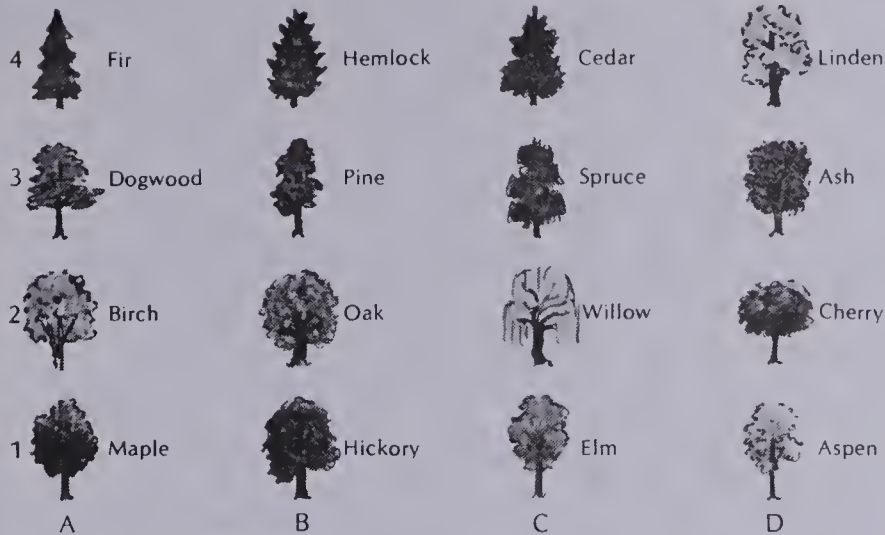 4 Fir Hemlock Cedar Linden
3 Dogwood Pine Spruce Ash
2 Birch Oak Willow Cherry
1 Maple Hickory Elm Aspen
A B C D